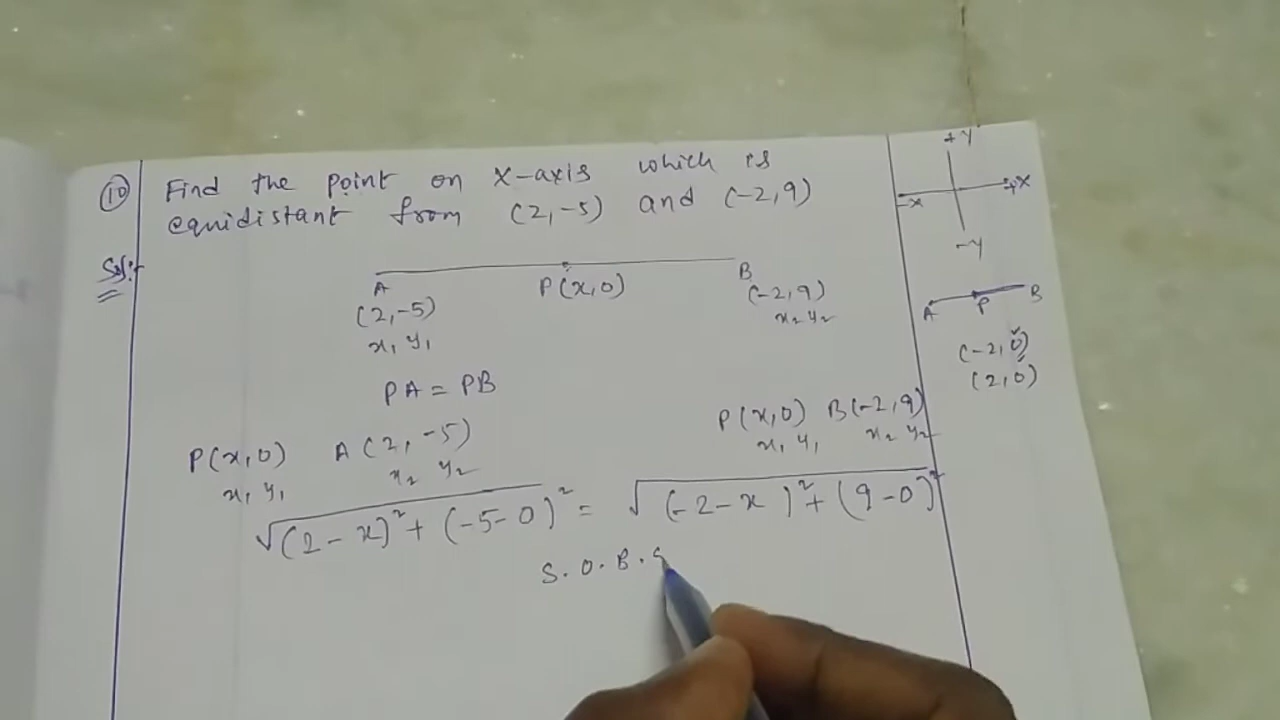 (10) Find the point on x-axis which is
equidistant from (2,-5) and (-2,9)
Sol:-
A P(x,0) B
(2,-5) (-2,9)
x₁ y₁ x₂ y₂
PA = PB
P(x,0) A(2,-5) P(x,0) B(-2,9)
x₁ y₁ x₂ y₂ x₁ y₁ x₂ y₂
√(2-x)²+(-5-0)² = √(-2-x)²+(9-0)²
S.O.B.S
+y
-x +x
-y
A P B
(-2,0)
(2,0)